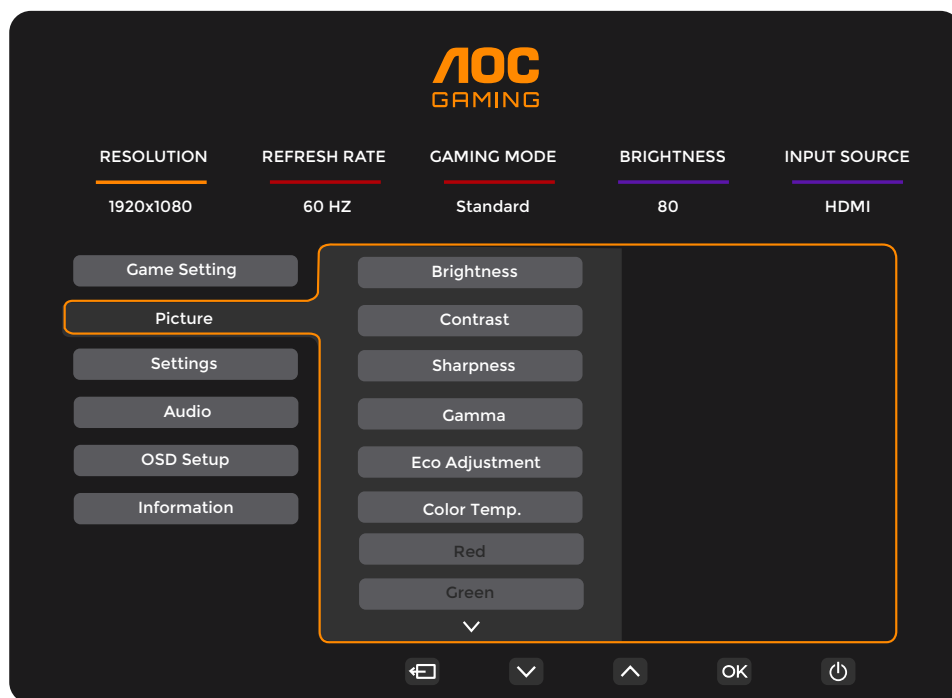 AOC
GAMING
RESOLUTION REFRESH RATE GAMING MODE BRIGHTNESS INPUT SOURCE
1920x1080 60 HZ Standard 80 HDMI
Game Setting
Picture
Settings
Audio
OSD Setup
Information
Brightness
Contrast
Sharpness
Gamma
Eco Adjustment
Color Temp.
Red
Green
OK